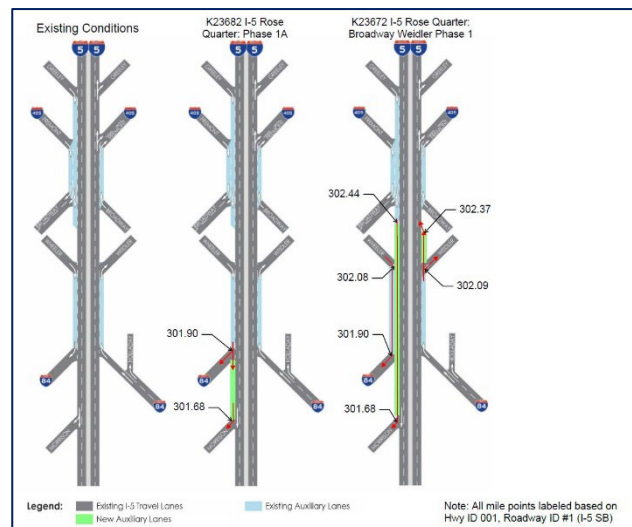 Existing Conditions
K23682 I-5 Rose
Quarter: Phase 1A
K23672 I-5 Rose Quarter:
Broadway Weidler Phase 1
5 5
5 5
5 5
405 405
405 405
405 405
302.44
302.37
302.08
302.09
301.90
301.90
301.68
301.68
84 84
84 84
84 84
Legend:
Existing I-5 Travel Lanes
Existing Auxiliary Lanes
New Auxiliary Lanes
Note: All mile points labeled based on
Hwy ID 001, Roadway ID #1 (I-5 SB)